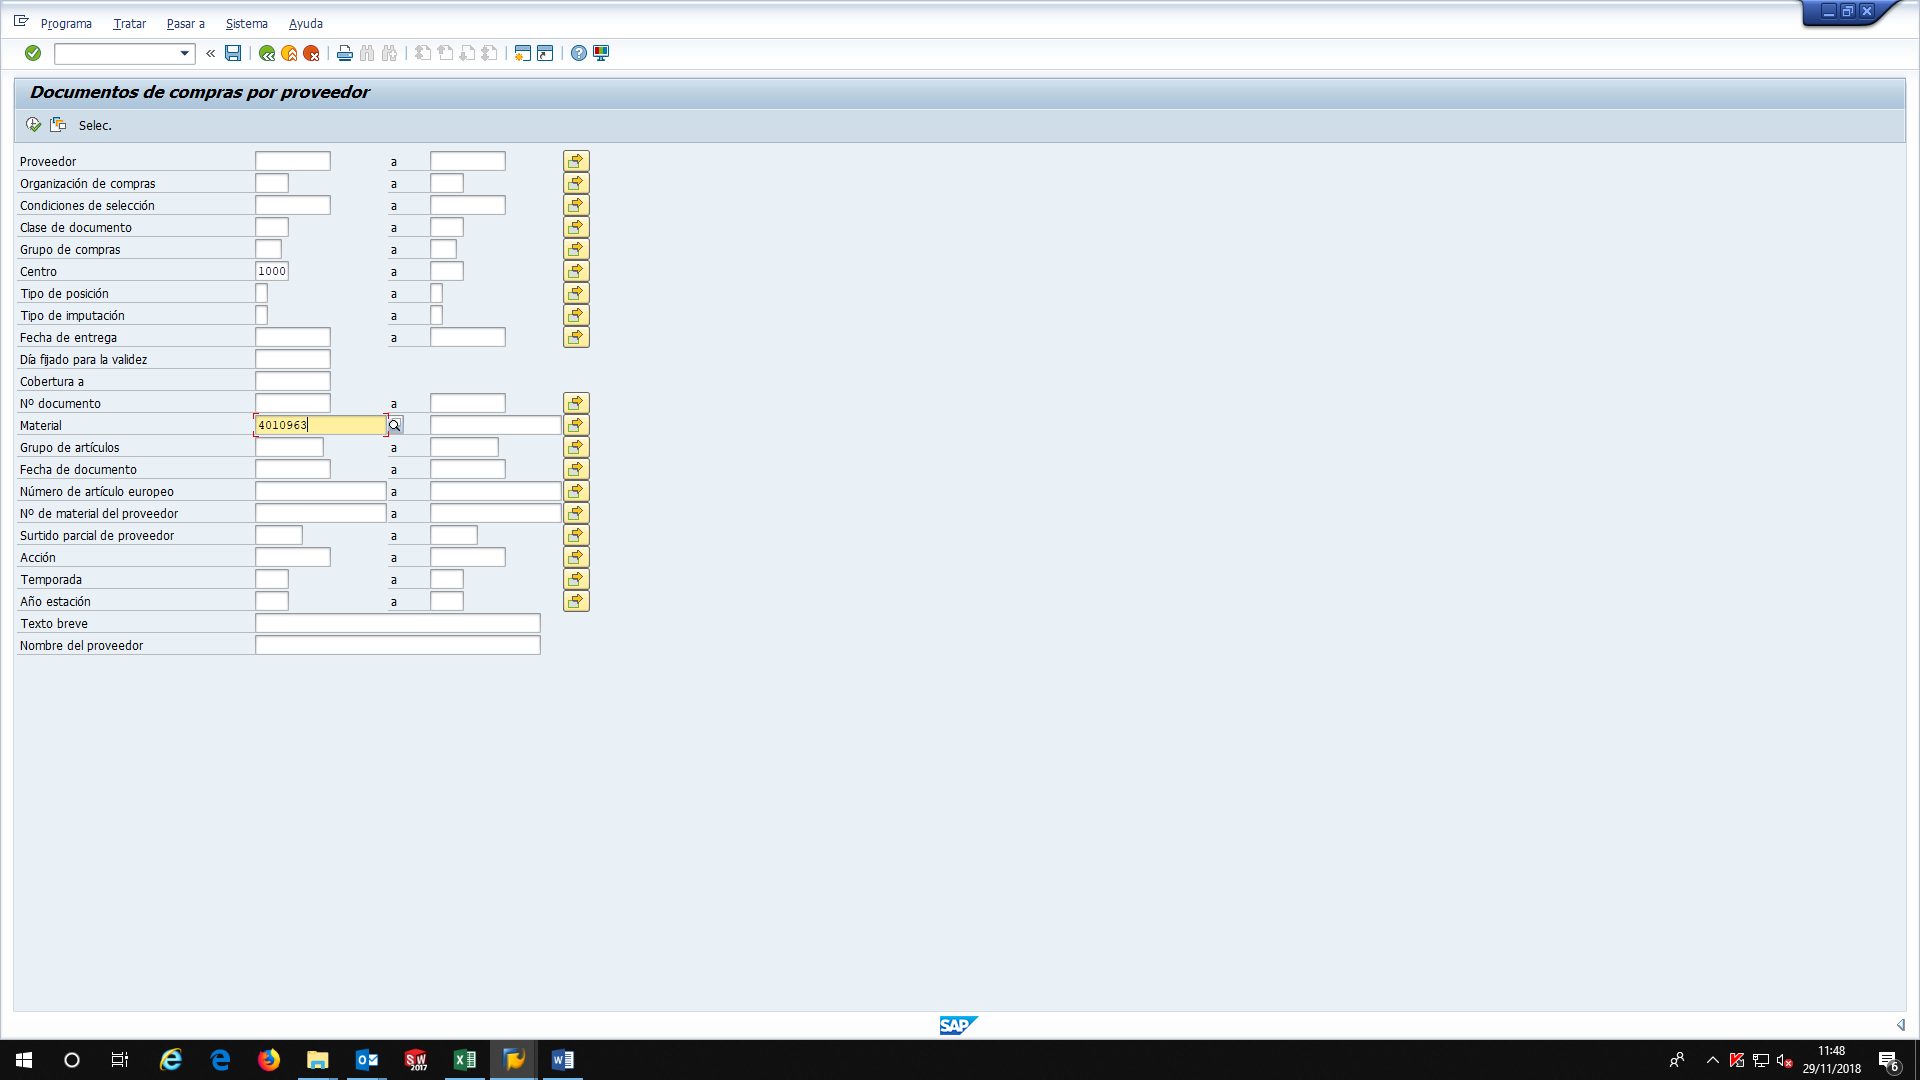 Programa Tratar Pasar a Sistema Ayuda
Documentos de compras por proveedor
Selec.
Proveedor a
Organización de compras a
Condiciones de selección a
Clase de documento a
Grupo de compras a
Centro 1000 a
Tipo de posición a
Tipo de imputación a
Fecha de entrega a
Día fijado para la validez
Cobertura a
Nº documento a
Material 4010963
Grupo de artículos a
Fecha de documento a
Número de artículo europeo a
Nº de material del proveedor a
Surtido parcial de proveedor a
Acción a
Temporada a
Año estación a
Texto breve
Nombre del proveedor
SAP
SW 2017
11:48
29/11/2018
6